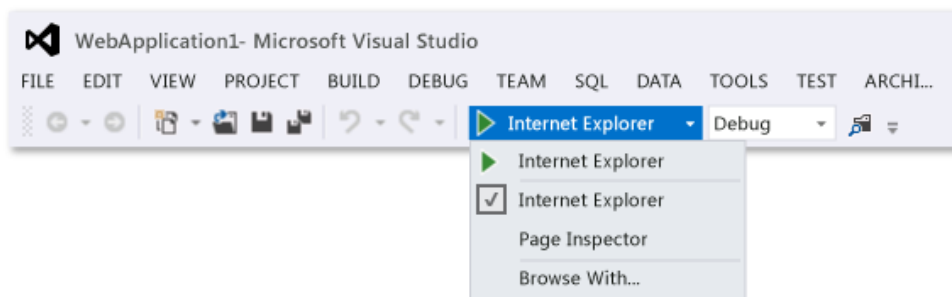 WebApplication1- Microsoft Visual Studio
FILE EDIT VIEW PROJECT BUILD DEBUG TEAM SQL DATA TOOLS TEST ARCHI...
Internet Explorer Debug
Internet Explorer
Internet Explorer
Page Inspector
Browse With...